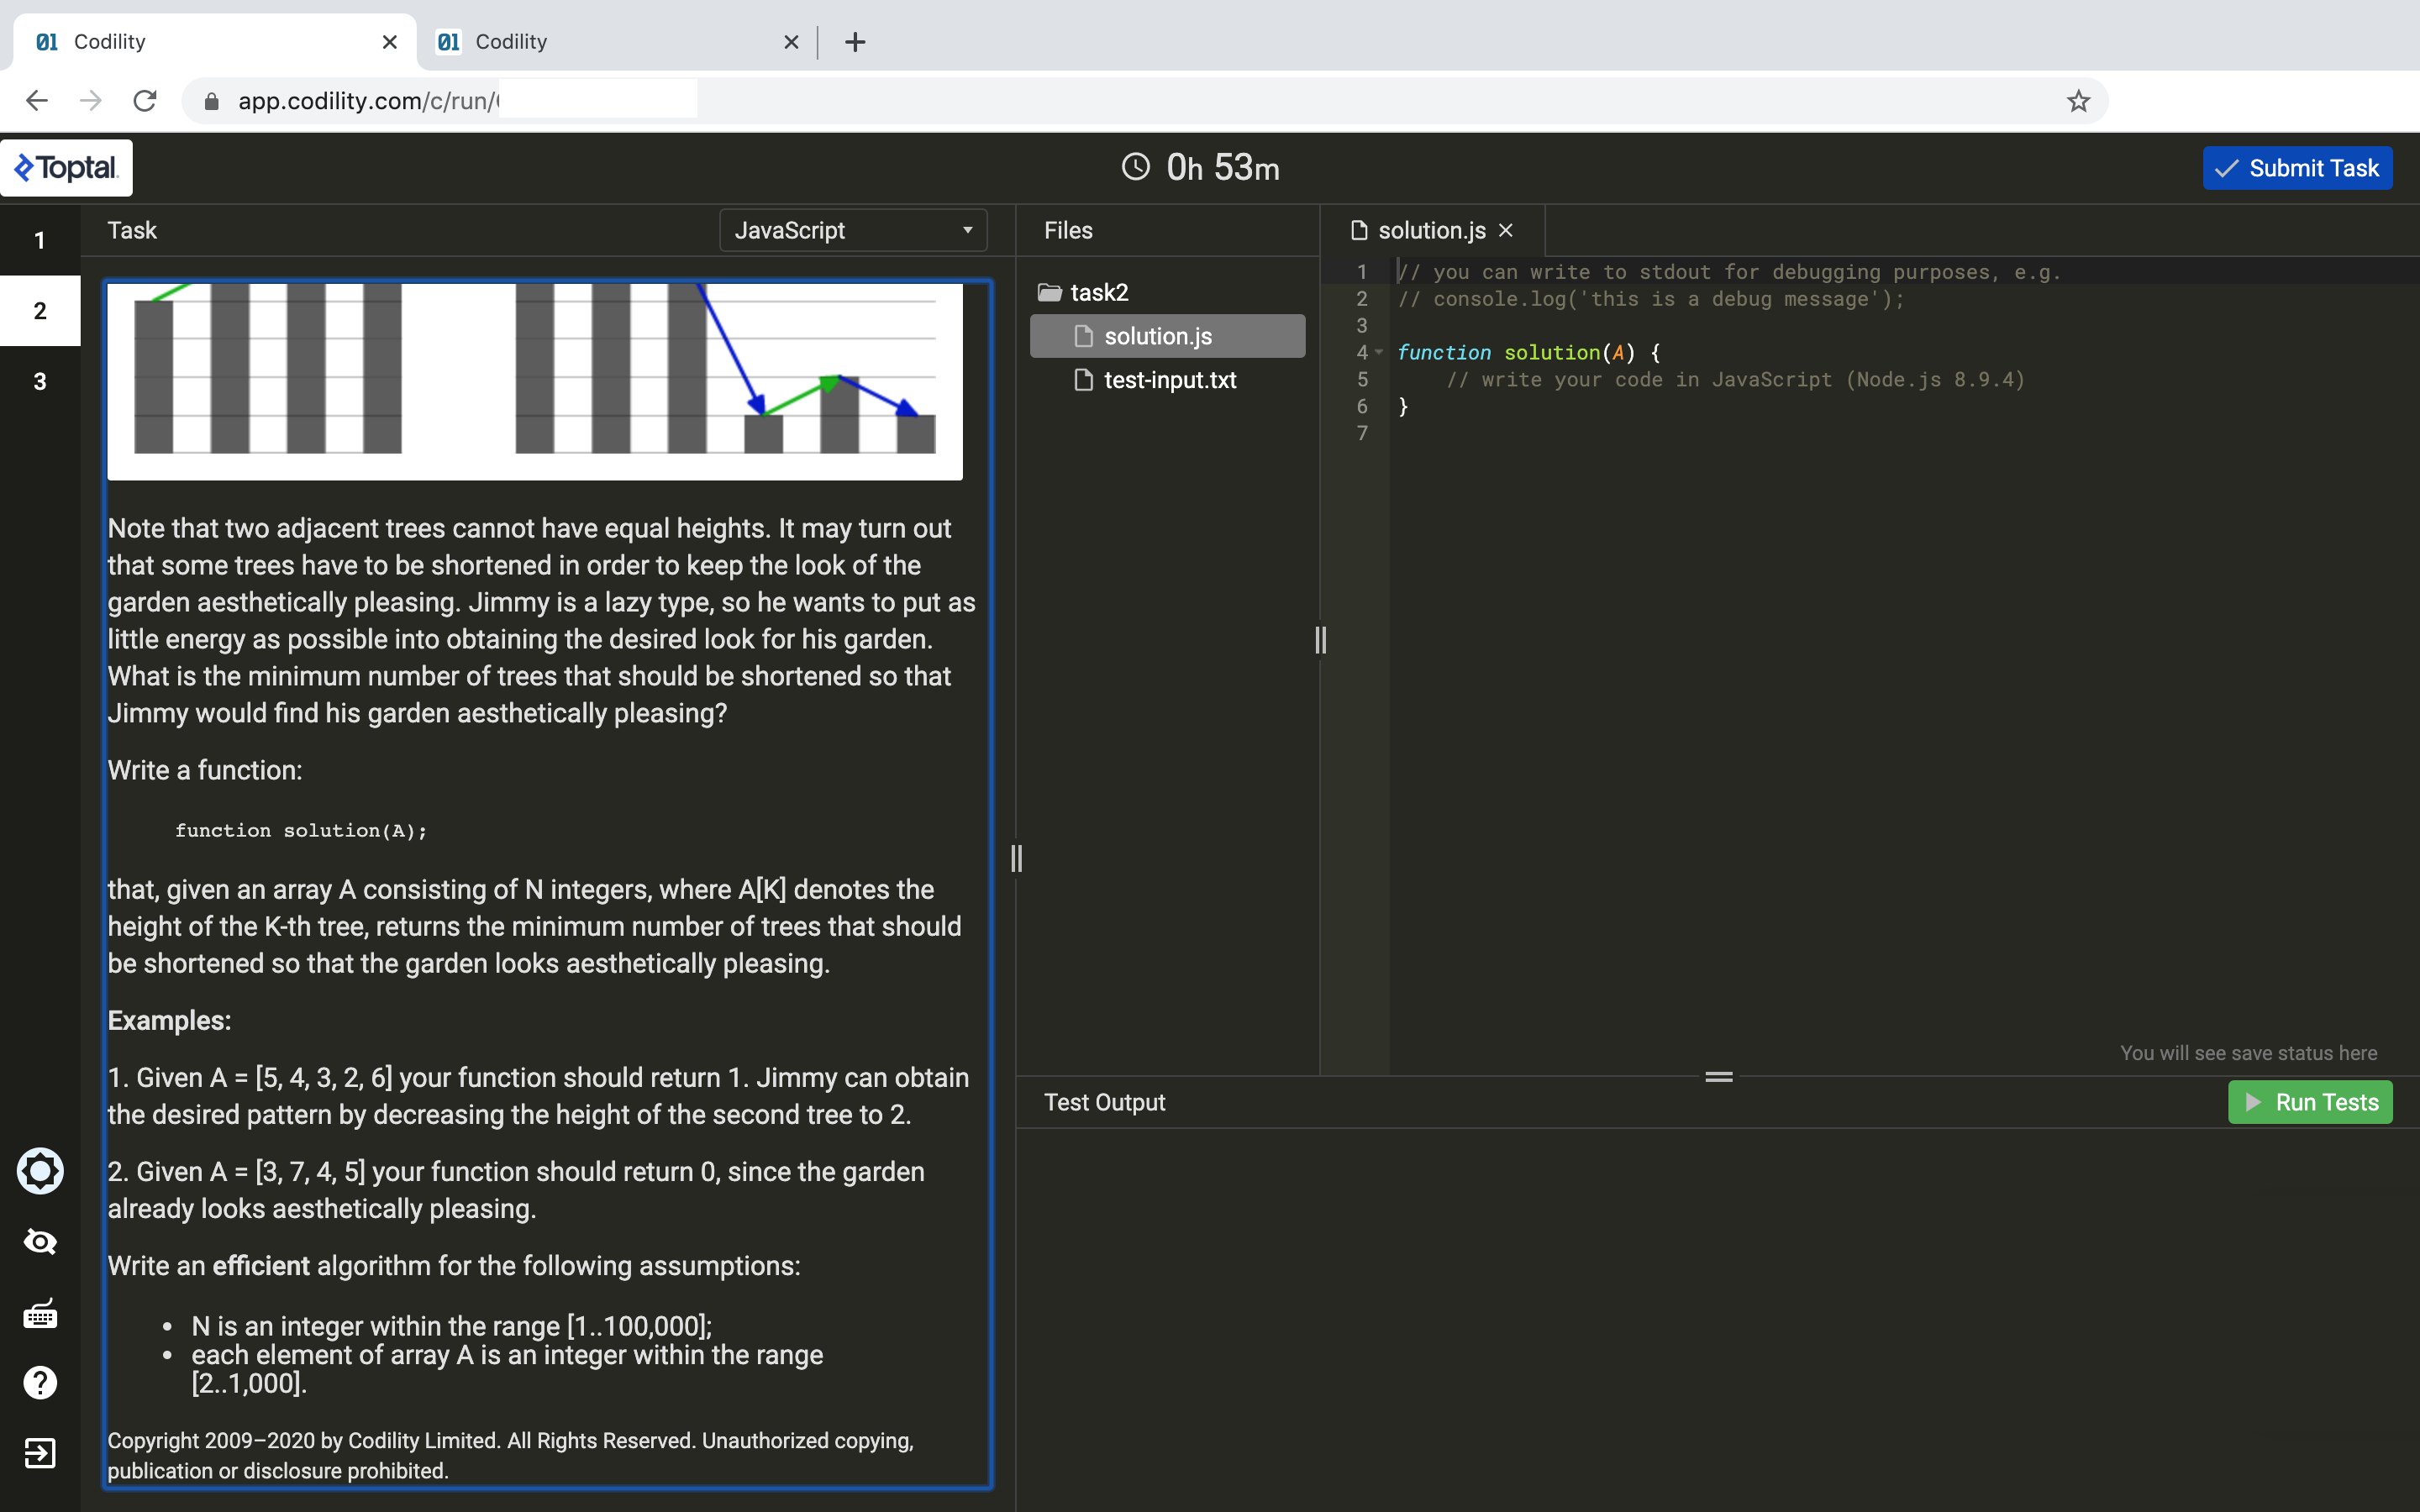 01 Codility
01 Codility
app.codility.com/c/run/
Toptal
0h 53m
Submit Task
1
2
3
Task
JavaScript
Note that two adjacent trees cannot have equal heights. It may turn out
that some trees have to be shortened in order to keep the look of the
garden aesthetically pleasing. Jimmy is a lazy type, so he wants to put as
little energy as possible into obtaining the desired look for his garden.
What is the minimum number of trees that should be shortened so that
Jimmy would find his garden aesthetically pleasing?
Write a function:
function solution(A);
that, given an array A consisting of N integers, where A[K] denotes the
height of the K-th tree, returns the minimum number of trees that should
be shortened so that the garden looks aesthetically pleasing.
Examples:
1. Given A = [5, 4, 3, 2, 6] your function should return 1. Jimmy can obtain
the desired pattern by decreasing the height of the second tree to 2.
2. Given A = [3, 7, 4, 5] your function should return 0, since the garden
already looks aesthetically pleasing.
Write an efficient algorithm for the following assumptions:
• N is an integer within the range [1..100,000];
• each element of array A is an integer within the range
[2..1,000].
Copyright 2009–2020 by Codility Limited. All Rights Reserved. Unauthorized copying,
publication or disclosure prohibited.
Files
task2
solution.js
test-input.txt
solution.js
1 // you can write to stdout for debugging purposes, e.g.
2 // console.log('this is a debug message');
3
4 function solution(A) {
5 // write your code in JavaScript (Node.js 8.9.4)
6 }
7
You will see save status here
Test Output
Run Tests